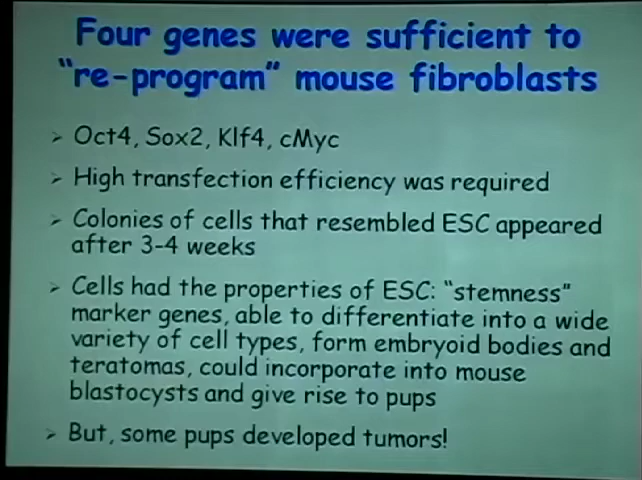 Four genes were sufficient to
"re-program" mouse fibroblasts
➢ Oct4, Sox2, Klf4, cMyc
➢ High transfection efficiency was required
➢ Colonies of cells that resembled ESC appeared
after 3-4 weeks
➢ Cells had the properties of ESC: "stemness"
marker genes, able to differentiate into a wide
variety of cell types, form embryoid bodies and
teratomas, could incorporate into mouse
blastocysts and give rise to pups
➢ But, some pups developed tumors!